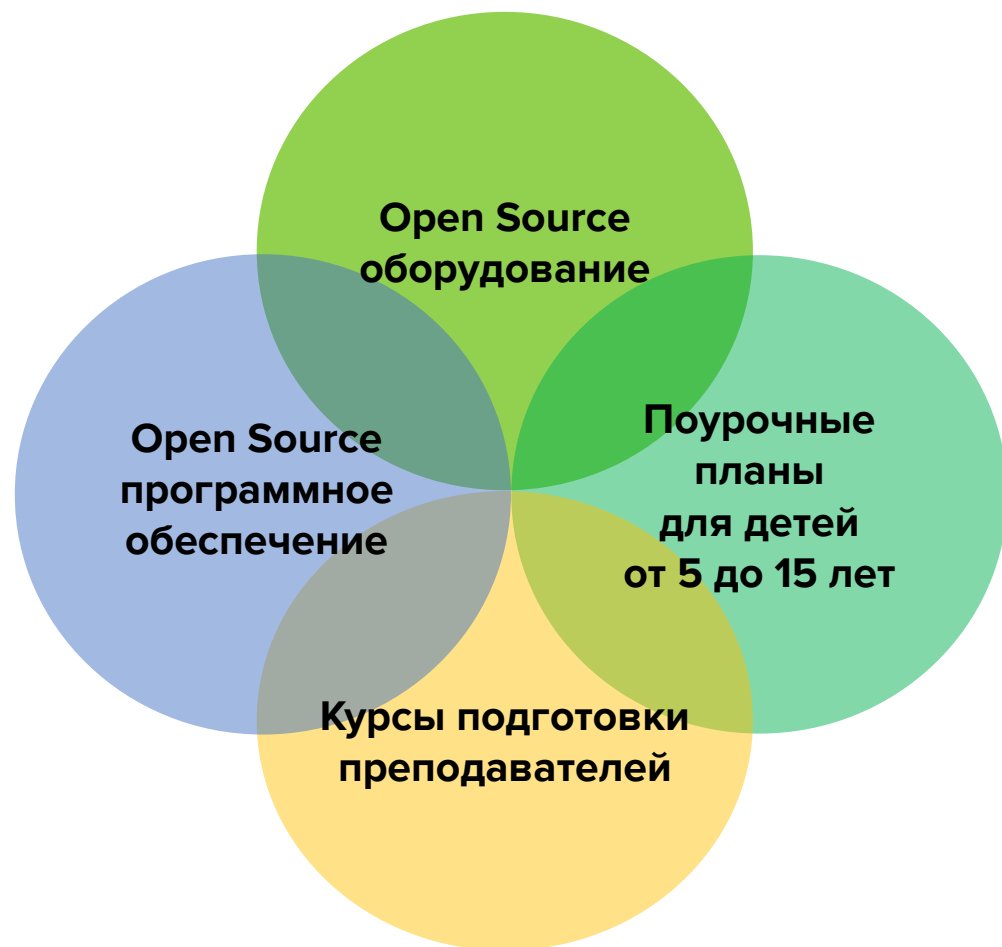 Open Source
оборудование
Open Source
программное
обеспечение
Поурочные
планы
для детей
от 5 до 15 лет
Курсы подготовки
преподавателей